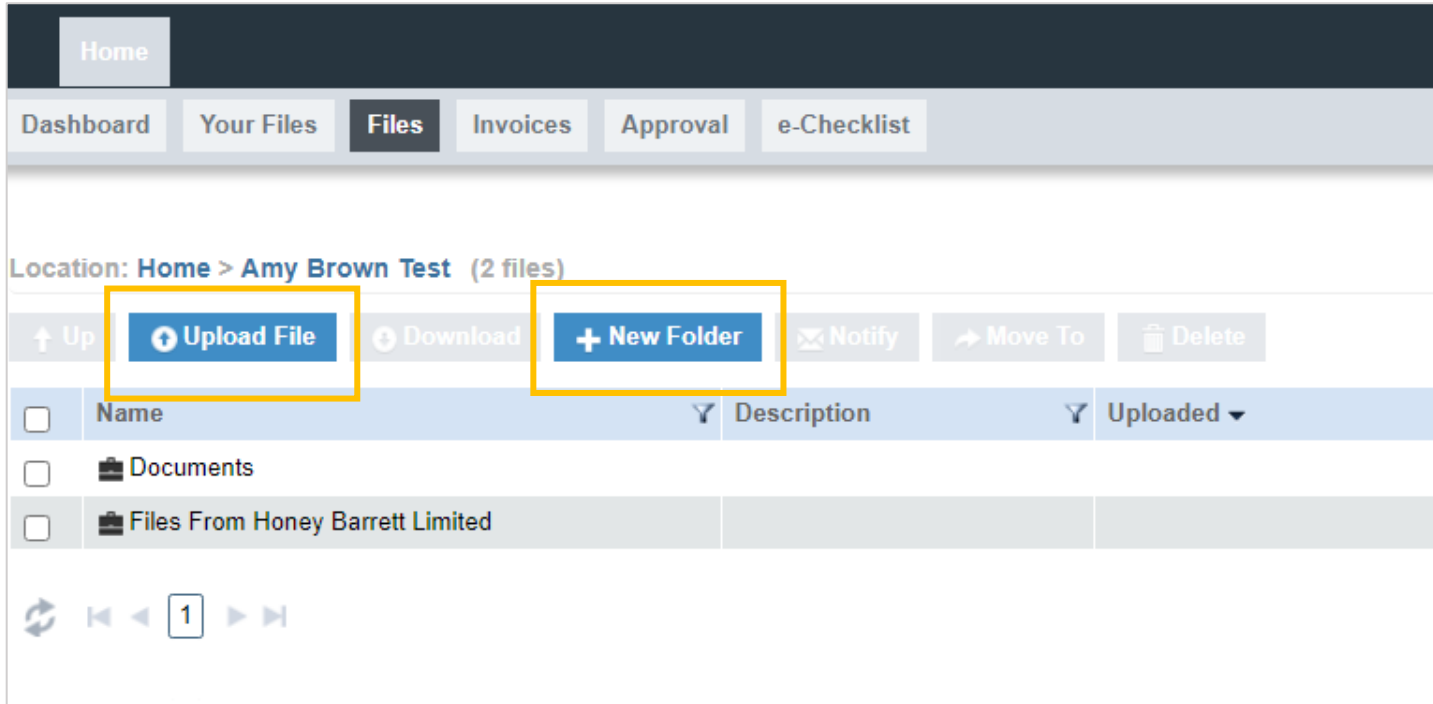 Home
Dashboard Your Files Files Invoices Approval e-Checklist
Location: Home > Amy Brown Test (2 files)
Up Upload File Download New Folder Notify Move To Delete
Name Description Uploaded
Documents
Files From Honey Barrett Limited
1